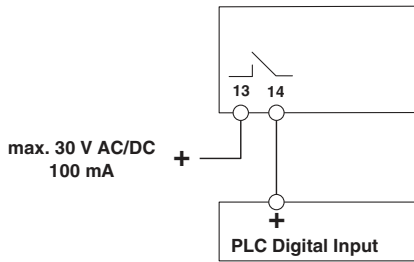 13 14
max. 30 V AC/DC
100 mA
+
+
PLC Digital Input